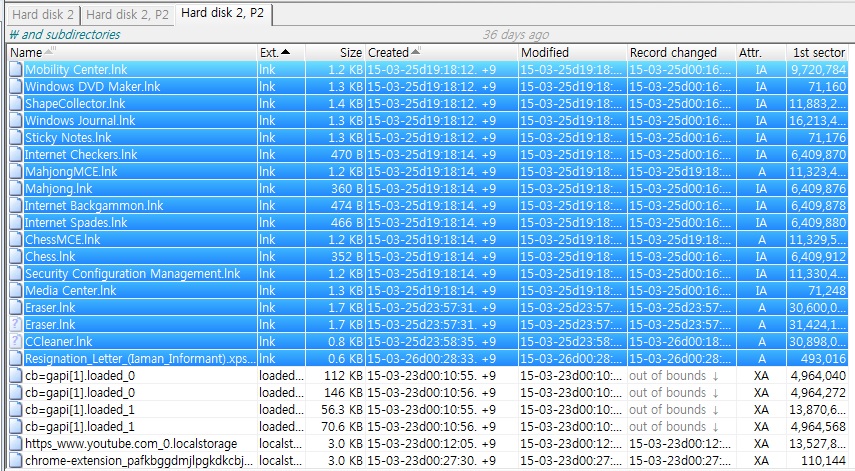 Hard disk 2 Hard disk 2, P2 Hard disk 2, P2
₩ and subdirectories 36 days ago
Name Ext. Size Created Modified Record changed Attr. 1st sector
Mobility Center.lnk lnk 1.2 KB 15-03-25d19:18:12. +9 15-03-25d19:18:... 15-03-25d00:16:... IA 9,720,784
Windows DVD Maker.lnk lnk 1.3 KB 15-03-25d19:18:12. +9 15-03-25d19:18:... 15-03-25d00:16:... IA 71,160
ShapeCollector.lnk lnk 1.4 KB 15-03-25d19:18:12. +9 15-03-25d19:18:... 15-03-25d00:16:... IA 11,883,2...
Windows Journal.lnk lnk 1.3 KB 15-03-25d19:18:12. +9 15-03-25d19:18:... 15-03-25d00:16:... IA 16,213,4...
Sticky Notes.lnk lnk 1.3 KB 15-03-25d19:18:12. +9 15-03-25d19:18:... 15-03-25d00:16:... IA 71,176
Internet Checkers.lnk lnk 470 B 15-03-25d19:18:14. +9 15-03-25d19:18:... 15-03-25d00:16:... IA 6,409,870
MahjongMCE.lnk lnk 1.2 KB 15-03-25d19:18:14. +9 15-03-25d19:18:... 15-03-25d19:18:... A 11,323,4...
Mahjong.lnk lnk 360 B 15-03-25d19:18:14. +9 15-03-25d19:18:... 15-03-25d00:16:... IA 6,409,876
Internet Backgammon.lnk lnk 474 B 15-03-25d19:18:14. +9 15-03-25d19:18:... 15-03-25d00:16:... IA 6,409,878
Internet Spades.lnk lnk 466 B 15-03-25d19:18:14. +9 15-03-25d19:18:... 15-03-25d00:16:... IA 6,409,880
ChessMCE.lnk lnk 1.2 KB 15-03-25d19:18:14. +9 15-03-25d19:18:... 15-03-25d19:18:... A 11,329,5...
Chess.lnk lnk 352 B 15-03-25d19:18:14. +9 15-03-25d19:18:... 15-03-25d00:16:... IA 6,409,912
Security Configuration Management.lnk lnk 1.2 KB 15-03-25d19:18:14. +9 15-03-25d19:18:... 15-03-25d00:16:... IA 11,330,4...
Media Center.lnk lnk 1.3 KB 15-03-25d19:18:14. +9 15-03-25d19:18:... 15-03-25d00:16:... IA 71,248
Eraser.lnk lnk 1.7 KB 15-03-25d23:57:31. +9 15-03-25d23:57:... 15-03-25d23:57:... A 30,600,0...
Eraser.lnk lnk 1.7 KB 15-03-25d23:57:31. +9 15-03-25d23:57:... 15-03-25d23:57:... A 31,424,1...
CCleaner.lnk lnk 0.8 KB 15-03-25d23:58:35. +9 15-03-25d23:58:... 15-03-26d00:18:... A 30,898,0...
Resignation_Letter_(Iaman_Informant).xps... lnk 0.6 KB 15-03-26d00:28:33. +9 15-03-26d00:28:... 15-03-26d00:28:... A 493,016
cb=gapi[1].loaded_0 loaded... 112 KB 15-03-23d00:10:55. +9 15-03-23d00:10:... out of bounds ↓ XA 4,964,040
cb=gapi[1].loaded_0 loaded... 146 KB 15-03-23d00:10:56. +9 15-03-23d00:10:... out of bounds ↓ XA 4,964,272
cb=gapi[1].loaded_1 loaded... 56.3 KB 15-03-23d00:10:55. +9 15-03-23d00:10:... out of bounds ↓ XA 13,870,6...
cb=gapi[1].loaded_1 loaded... 70.6 KB 15-03-23d00:10:56. +9 15-03-23d00:10:... out of bounds ↓ XA 4,964,568
https_www.youtube.com_0.localstorage localst... 3.0 KB 15-03-23d00:12:05. +9 15-03-23d00:12:... 15-03-23d00:12:... XA 13,527,8...
chrome-extension_pafkbggdmjlpgkdkcbj... localst... 3.0 KB 15-03-23d00:27:30. +9 15-03-23d00:27:... 15-03-23d00:27:... XA 110,144